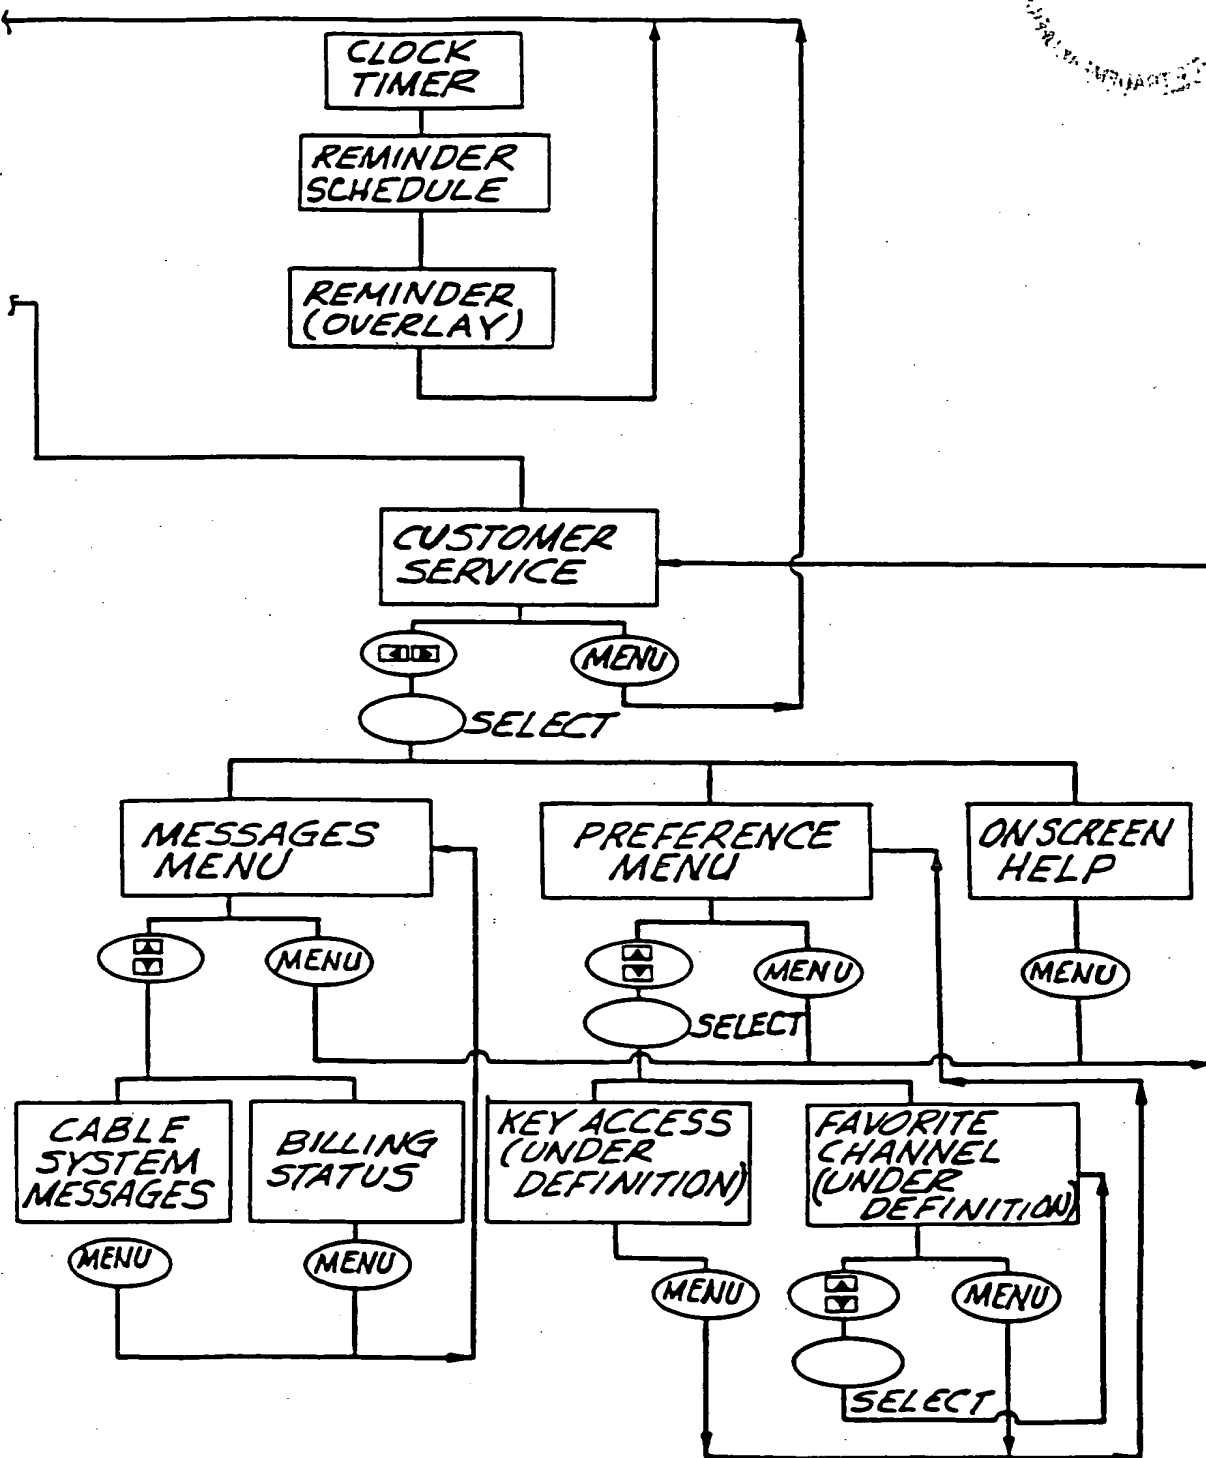 CLOCK
TIMER
REMINDER
SCHEDULE
REMINDER
(OVERLAY)
CUSTOMER
SERVICE
MENU
SELECT
MESSAGES
MENU
PREFERENCE
MENU
ON SCREEN
HELP
MENU
MENU
MENU
SELECT
CABLE
SYSTEM
MESSAGES
BILLING
STATUS
KEY ACCESS
(UNDER
DEFINITION)
FAVORITE
CHANNEL
(UNDER
DEFINITION)
MENU
MENU
MENU
MENU
SELECT